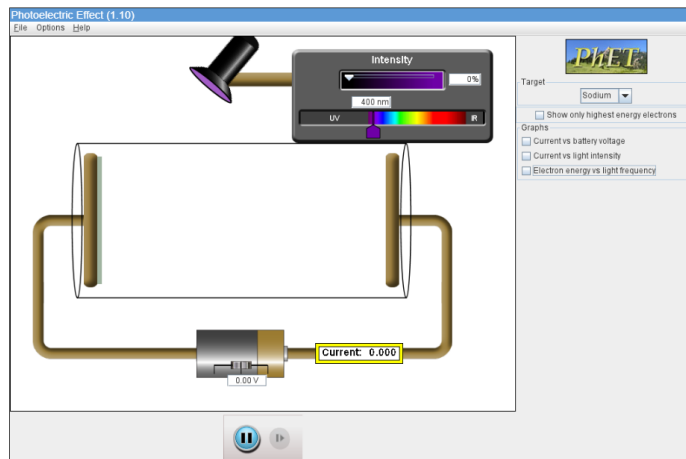 Photoelectric Effect (1.10)
File Options Help
Intensity
0%
400 nm
UV
IR
PhET
Target
Sodium
Show only highest energy electrons
Graphs
Current vs battery voltage
Current vs light intensity
Electron energy vs light frequency
Current: 0.000
0.00 V